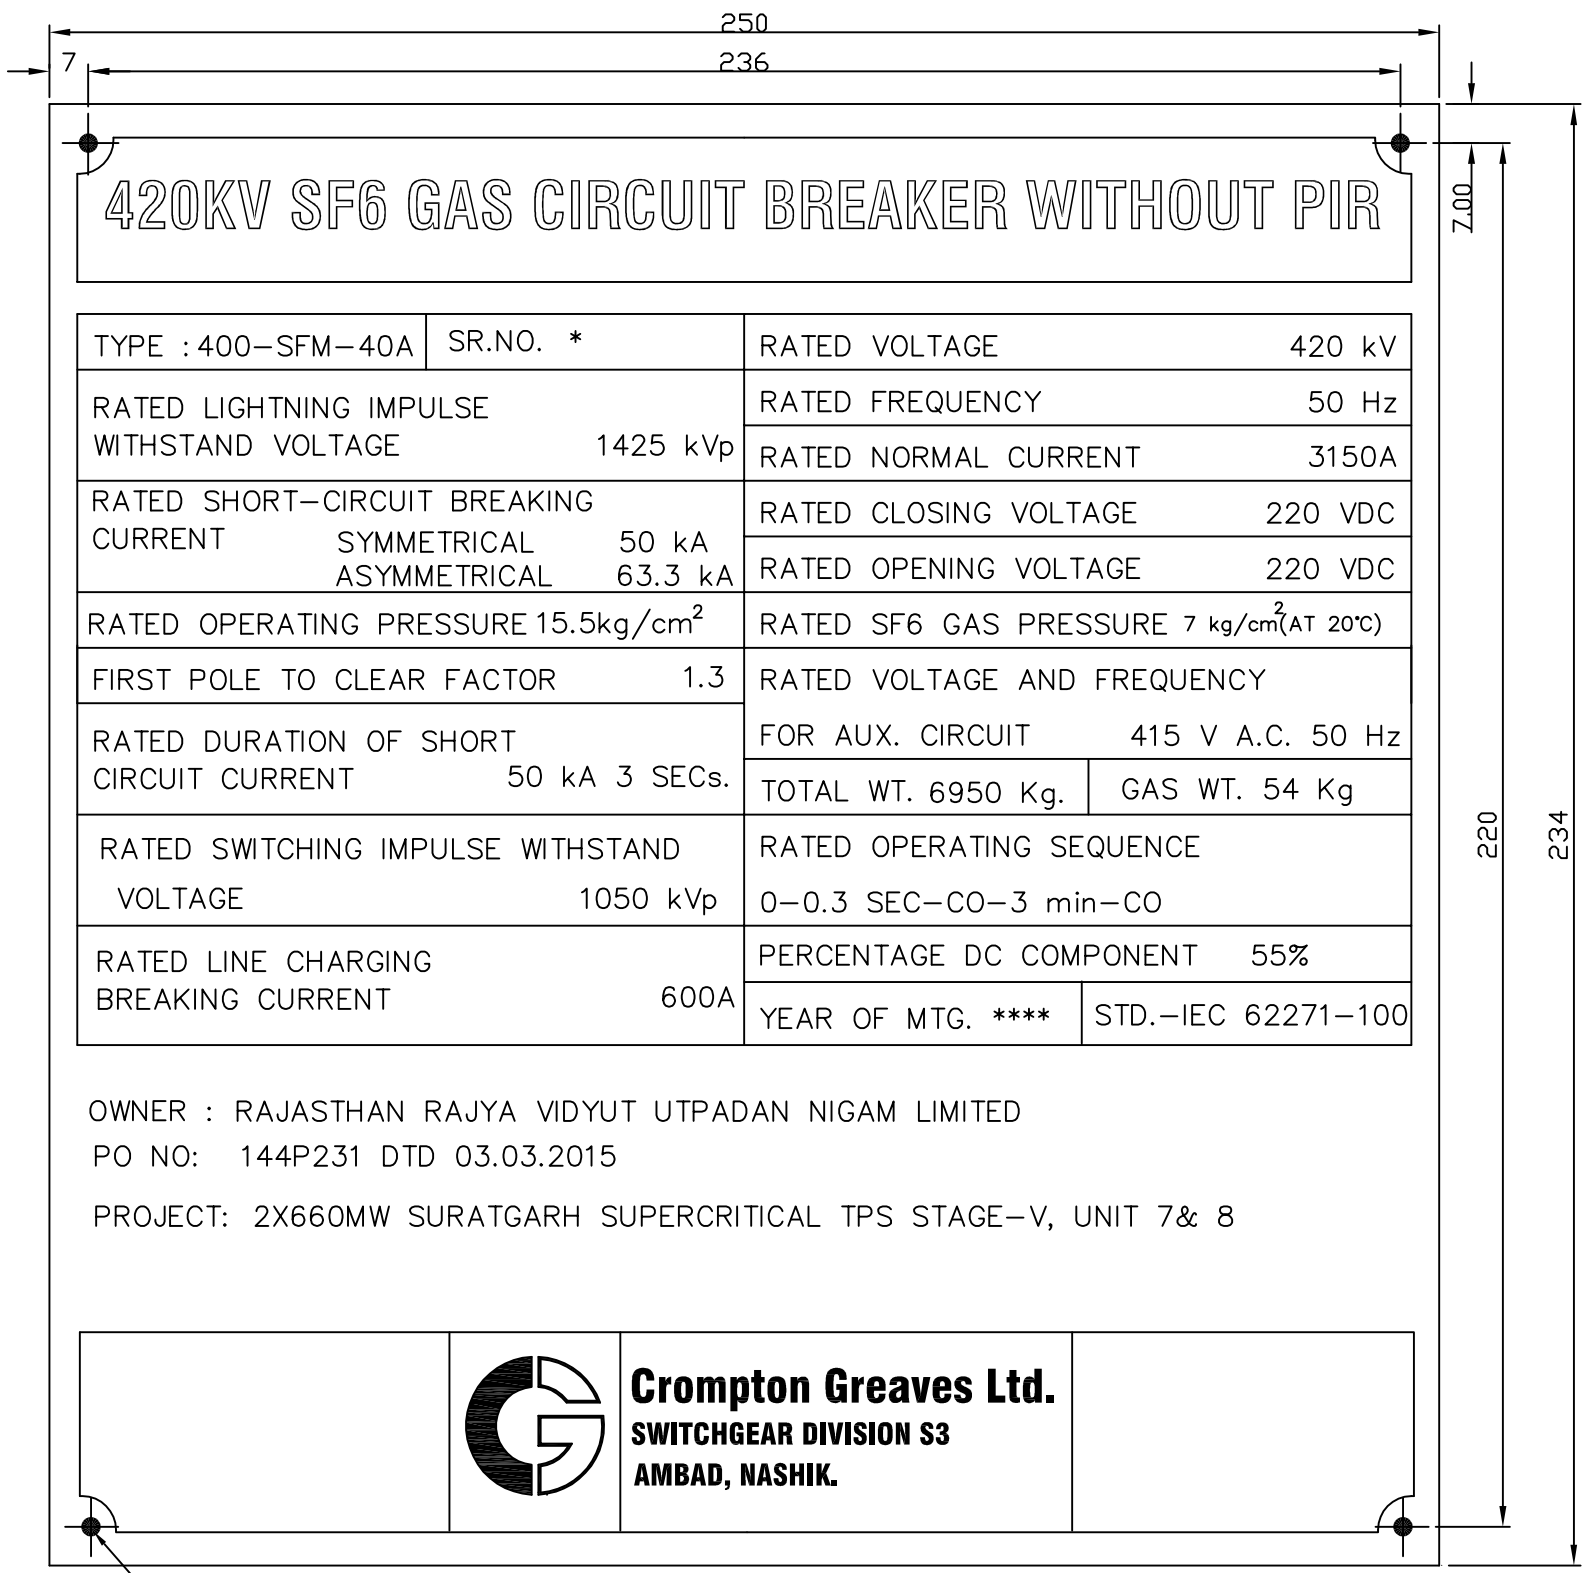 250
7
236
420KV SF6 GAS CIRCUIT BREAKER WITHOUT PIR
7.00
TYPE : 400-SFM-40A
SR.NO. *
RATED LIGHTNING IMPULSE
WITHSTAND VOLTAGE 1425 kVp
RATED SHORT-CIRCUIT BREAKING
CURRENT SYMMETRICAL 50 kA
ASYMMETRICAL 63.3 kA
RATED OPERATING PRESSURE 15.5kg/cm²
FIRST POLE TO CLEAR FACTOR 1.3
RATED DURATION OF SHORT
CIRCUIT CURRENT 50 kA 3 SECs.
RATED SWITCHING IMPULSE WITHSTAND
VOLTAGE 1050 kVp
RATED LINE CHARGING
BREAKING CURRENT 600A
RATED VOLTAGE 420 kV
RATED FREQUENCY 50 Hz
RATED NORMAL CURRENT 3150A
RATED CLOSING VOLTAGE 220 VDC
RATED OPENING VOLTAGE 220 VDC
RATED SF6 GAS PRESSURE 7 kg/cm²(AT 20°C)
RATED VOLTAGE AND FREQUENCY
FOR AUX. CIRCUIT 415 V A.C. 50 Hz
TOTAL WT. 6950 Kg.
GAS WT. 54 Kg
RATED OPERATING SEQUENCE
0-0.3 SEC-CO-3 min-CO
PERCENTAGE DC COMPONENT 55%
YEAR OF MTG. ****
STD.-IEC 62271-100
220
234
OWNER : RAJASTHAN RAJYA VIDYUT UTPADAN NIGAM LIMITED
PO NO: 144P231 DTD 03.03.2015
PROJECT: 2X660MW SURATGARH SUPERCRITICAL TPS STAGE-V, UNIT 7& 8
Crompton Greaves Ltd.
SWITCHGEAR DIVISION S3
AMBAD, NASHIK.